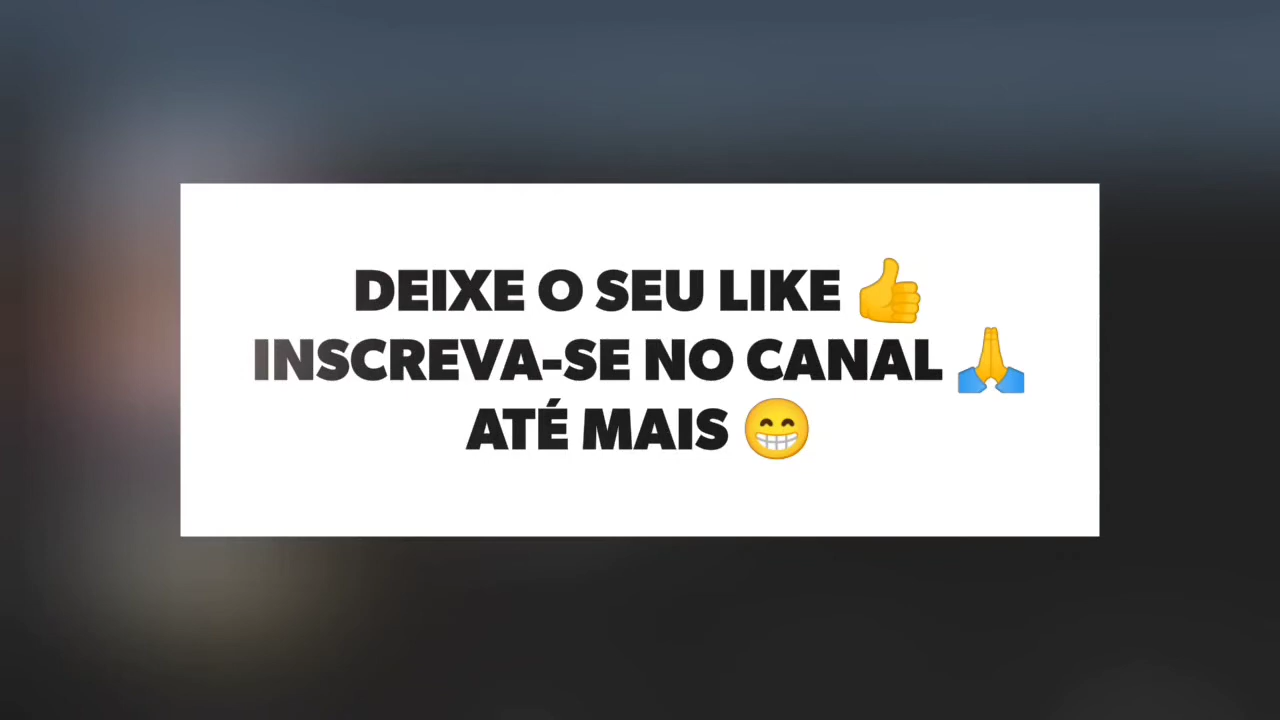 DEIXE O SEU LIKE 👍
INSCREVA-SE NO CANAL 🙏
ATÉ MAIS 😁